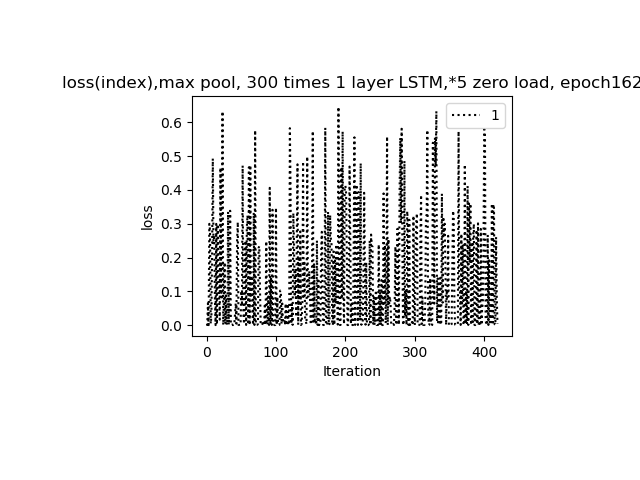 loss(index),max pool, 300 times 1 layer LSTM,*5 zero load, epoch162
1
0.6
0.5
0.4
0.3
0.2
0.1
0.0
loss
0 100 200 300 400
Iteration